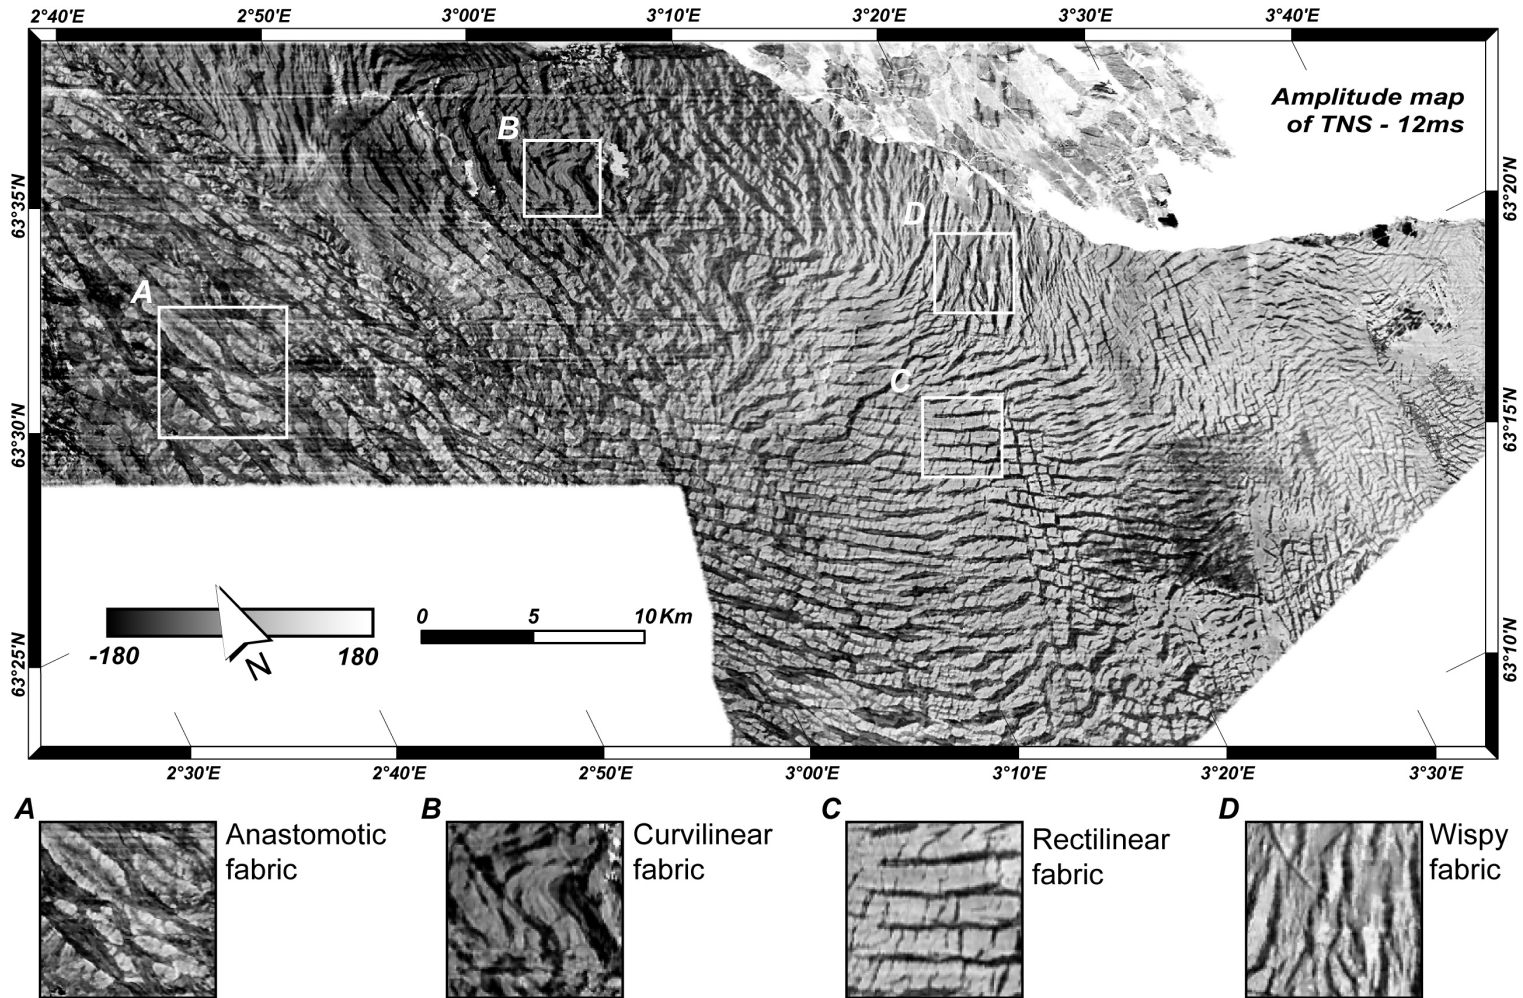 2°40'E 2°50'E 3°00'E 3°10'E 3°20'E 3°30'E 3°40'E
Amplitude map
of TNS - 12ms
63°35'N
63°30'N
63°25'N
63°20'N
63°15'N
63°10'N
B
D
A
C
0 5 10 Km
-180 180
N
2°30'E 2°40'E 2°50'E 3°00'E 3°10'E 3°20'E 3°30'E
A
Anastomotic
fabric
B
Curvilinear
fabric
C
Rectilinear
fabric
D
Wispy
fabric